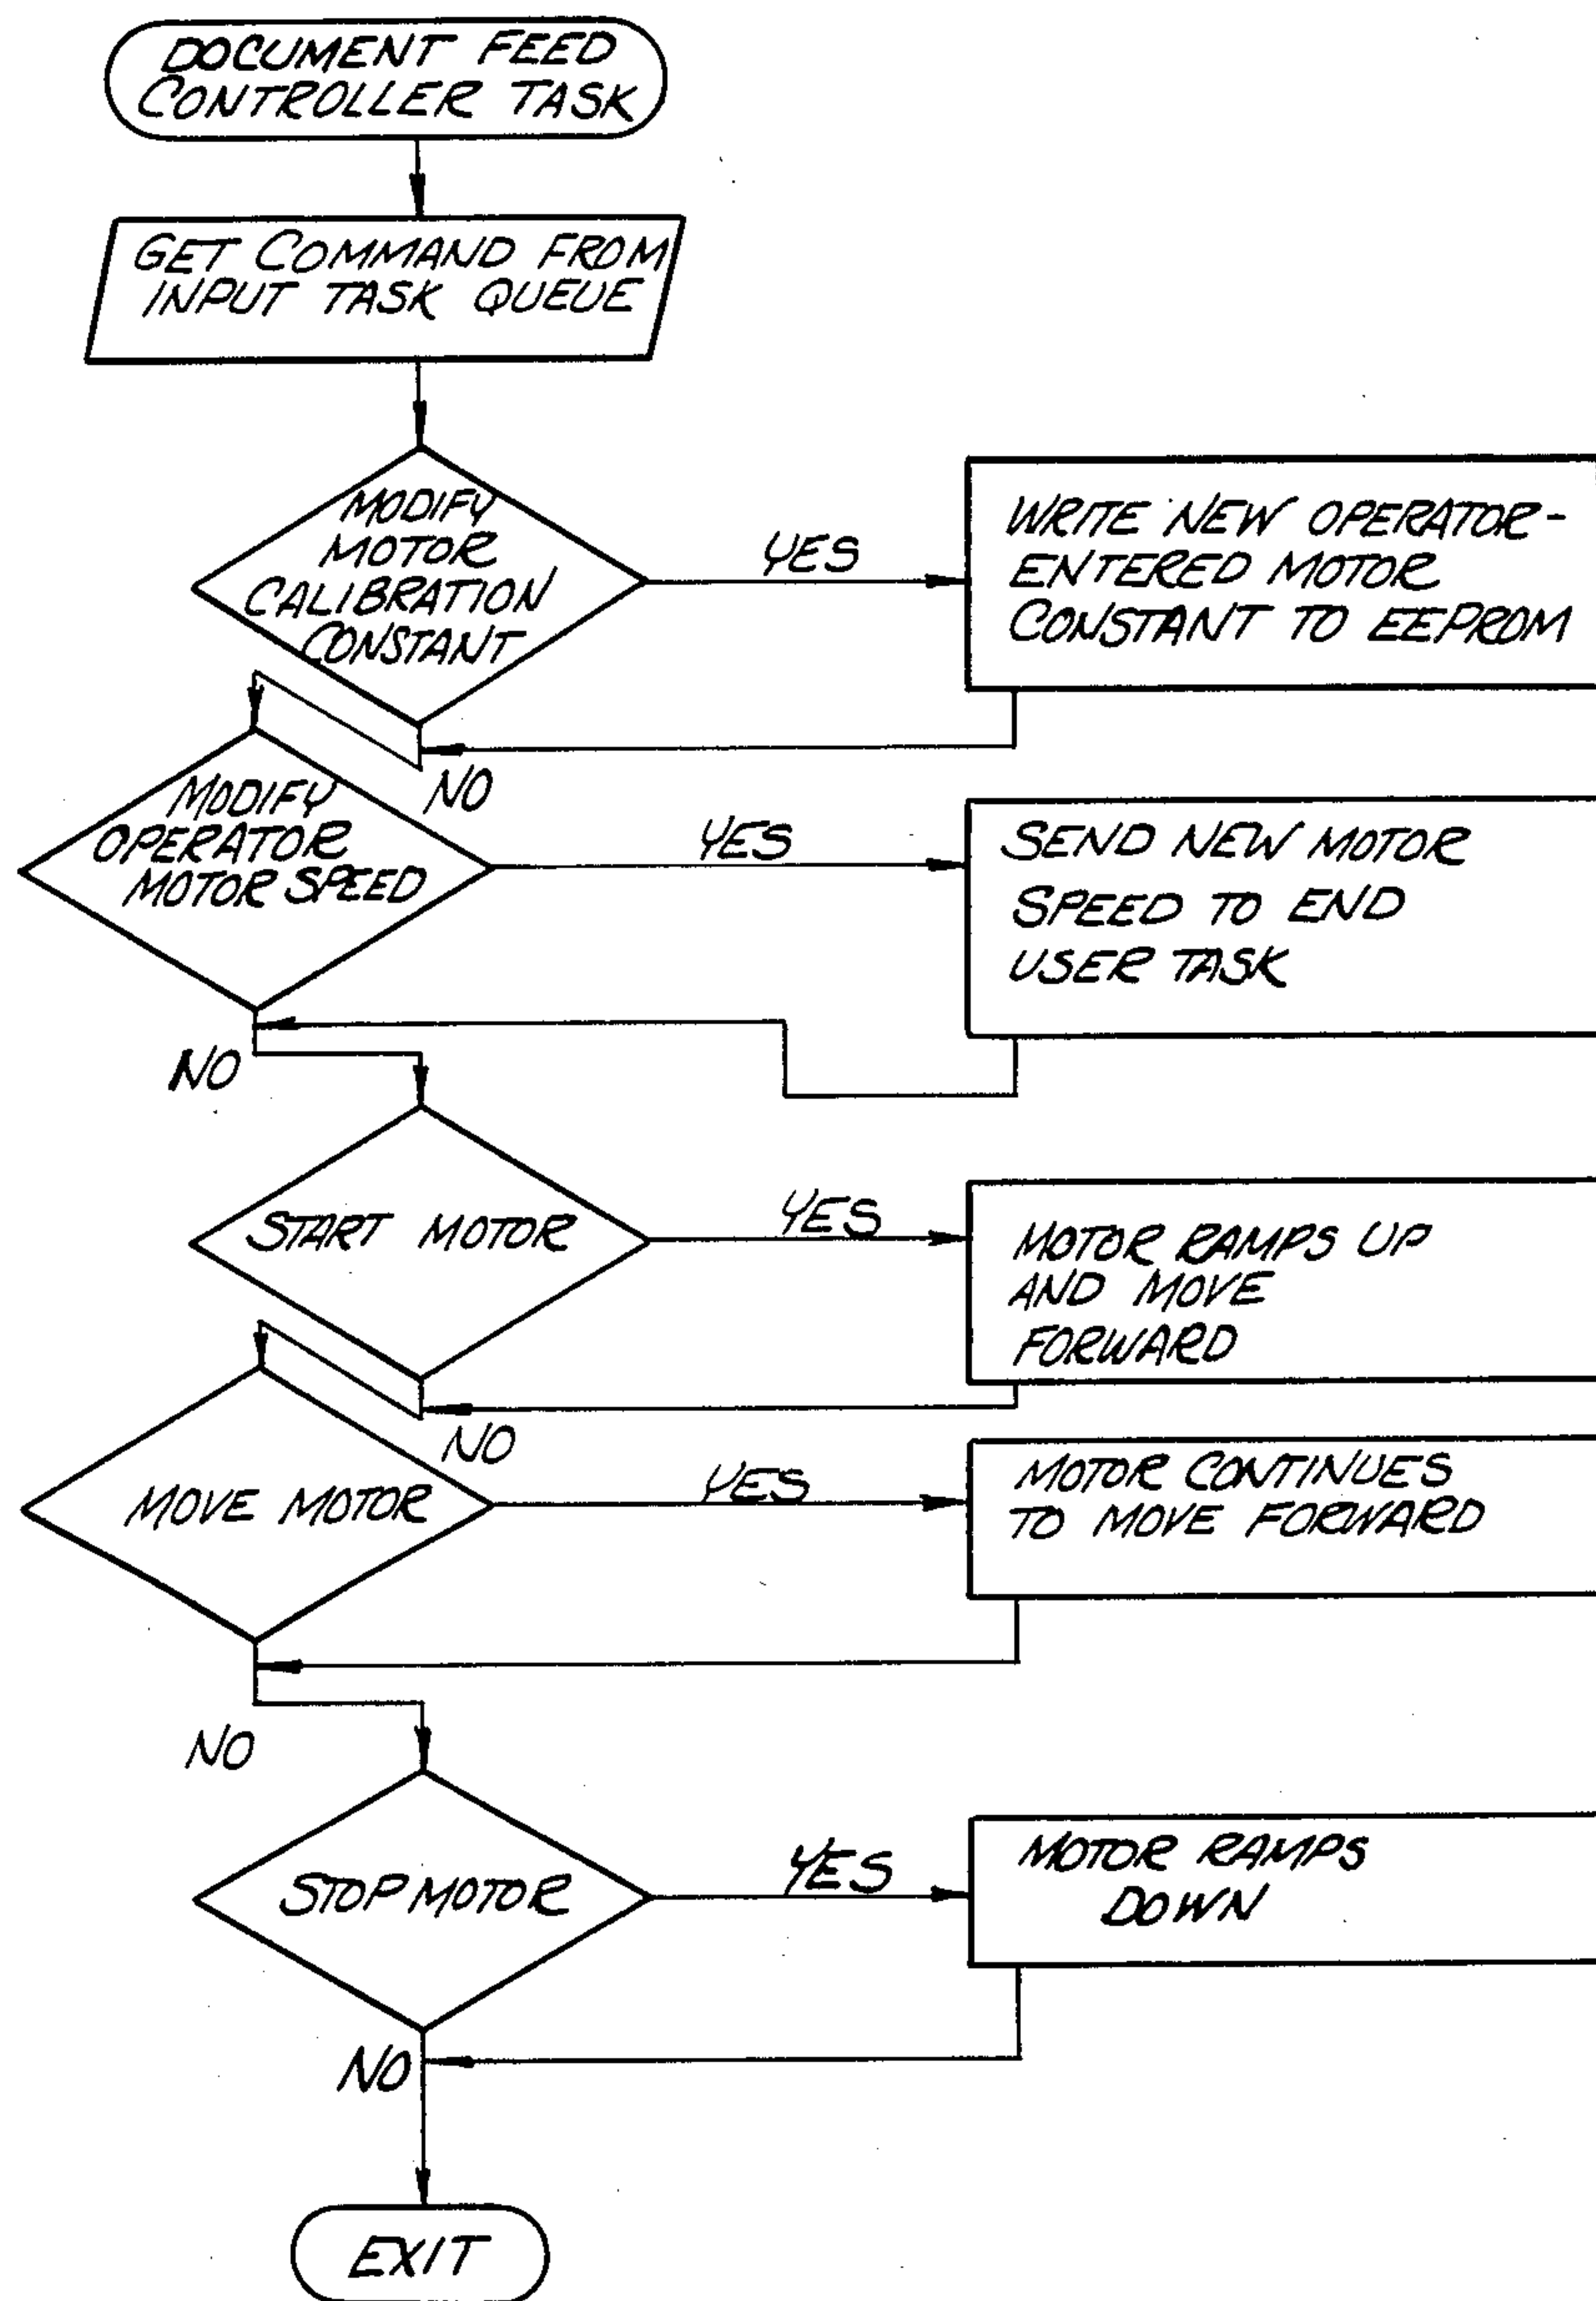 DOCUMENT FEED
CONTROLLER TASK
GET COMMAND FROM
INPUT TASK QUEUE
MODIFY
MOTOR
CALIBRATION
CONSTANT
YES
WRITE NEW OPERATOR-
ENTERED MOTOR
CONSTANT TO EEPROM
NO
MODIFY
OPERATOR
MOTOR SPEED
YES
SEND NEW MOTOR
SPEED TO END
USER TASK
NO
START MOTOR
YES
MOTOR RAMPS UP
AND MOVE
FORWARD
NO
MOVE MOTOR
YES
MOTOR CONTINUES
TO MOVE FORWARD
NO
STOP MOTOR
YES
MOTOR RAMPS
DOWN
NO
EXIT